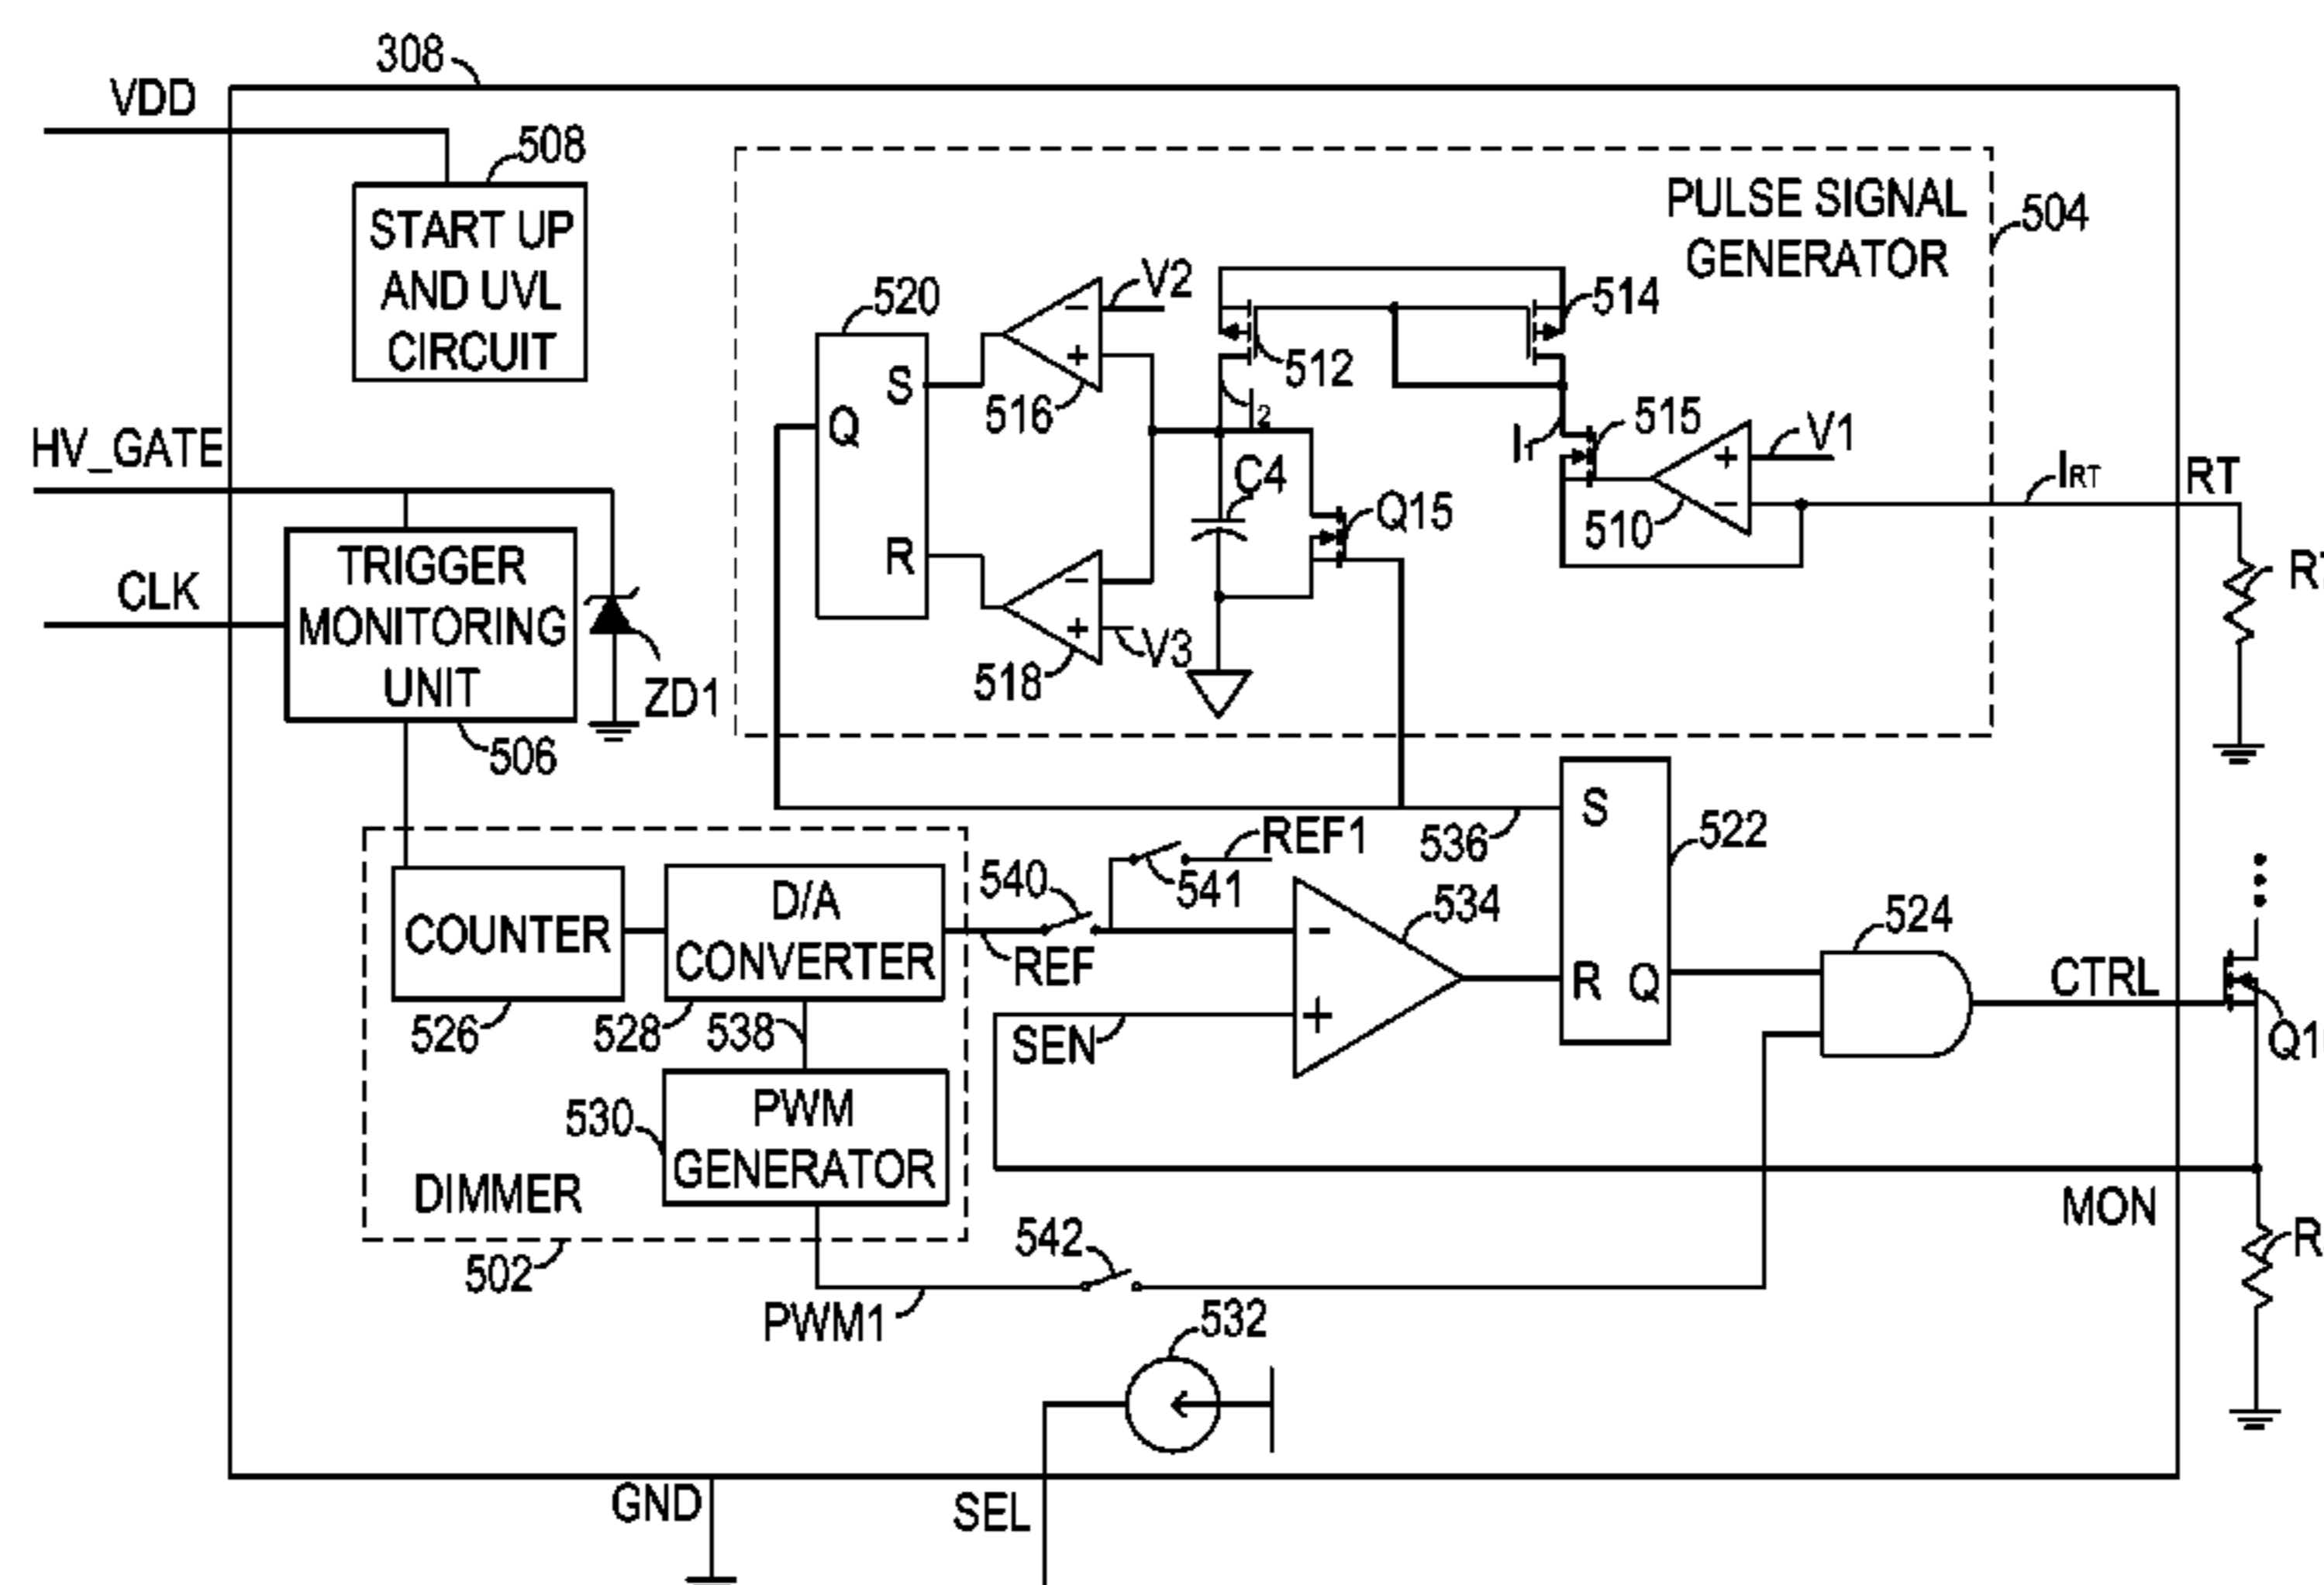 308
VDD
508
START UP
AND UVL
CIRCUIT
PULSE SIGNAL
GENERATOR
504
520
V2
514
S
−
+
512
516
Q
I2
515
V1
HV_GATE
I1
+
IRT
RT
C4
−
510
Q15
R
TRIGGER
MONITORING
UNIT
CLK
−
+
V3
518
ZD1
506
S
522
536
REF1
541
540
534
COUNTER
D/A
CONVERTER
REF
−
524
R
Q
CTRL
526
528
538
SEN
+
Q1
530
PWM
GENERATOR
DIMMER
MON
R
502
542
PWM1
532
GND
SEL